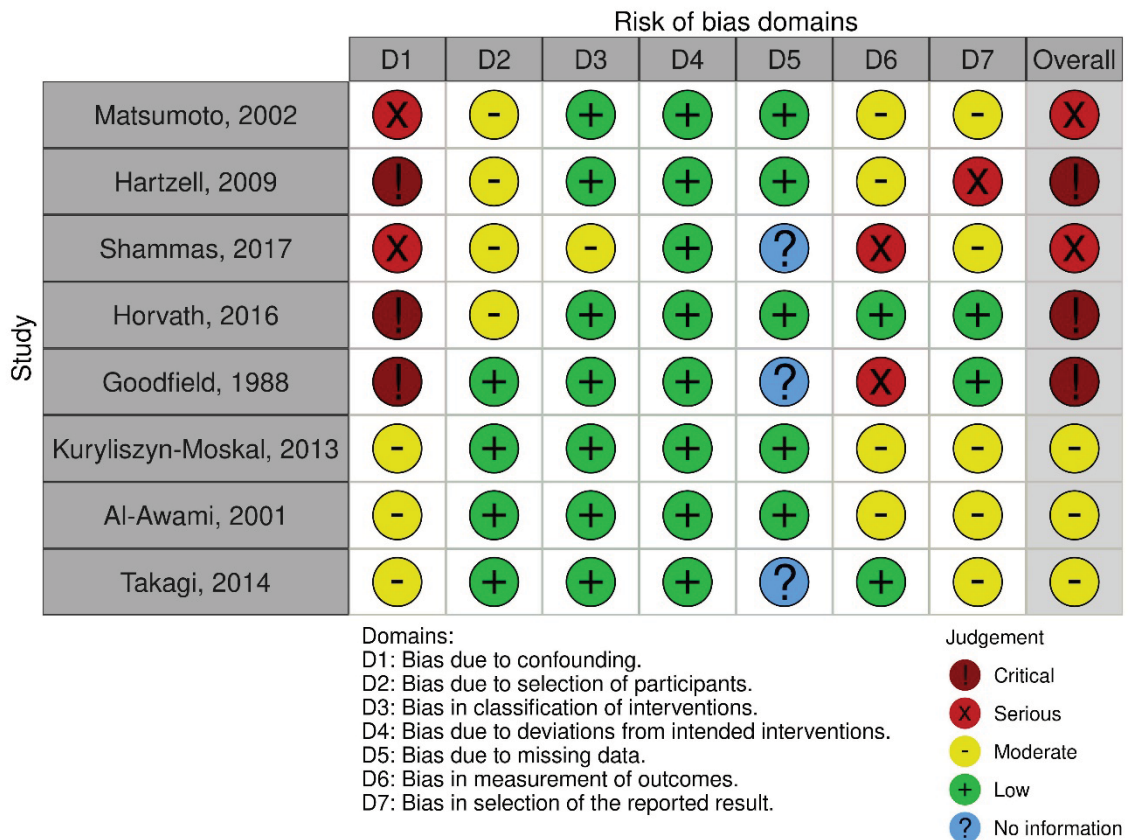 Risk of bias domains
D1 D2 D3 D4 D5 D6 D7 Overall
Study
Matsumoto, 2002 X - + + + - - X
Hartzell, 2009 ! - + + + - X !
Shammas, 2017 X - - + ? X - X
Horvath, 2016 ! - + + + + + !
Goodfield, 1988 ! + + + ? X + !
Kuryliszyn-Moskal, 2013 - + + + + - - -
Al-Awami, 2001 - + + + + - - -
Takagi, 2014 - + + + ? + - -
Domains:
D1: Bias due to confounding.
D2: Bias due to selection of participants.
D3: Bias in classification of interventions.
D4: Bias due to deviations from intended interventions.
D5: Bias due to missing data.
D6: Bias in measurement of outcomes.
D7: Bias in selection of the reported result.
Judgement
! Critical
X Serious
- Moderate
+ Low
? No information